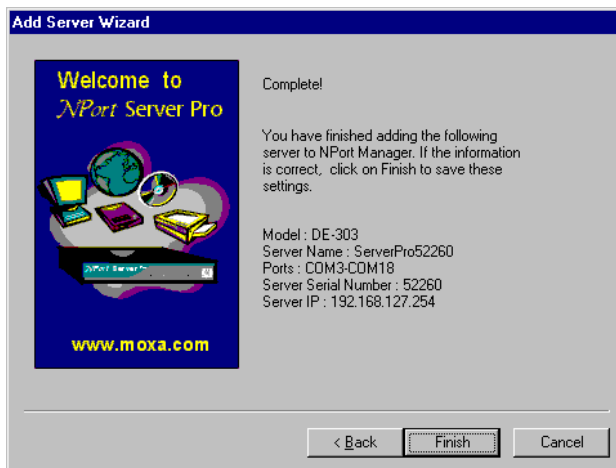 Add Server Wizard
Welcome to
NPort Server Pro
NPort Server Pro
www.moxa.com
Complete!
You have finished adding the following
server to NPort Manager. If the information
is correct, click on Finish to save these
settings.
Model : DE-303
Server Name : ServerPro52260
Ports : COM3-COM18
Server Serial Number : 52260
Server IP : 192.168.127.254
< Back
Finish
Cancel